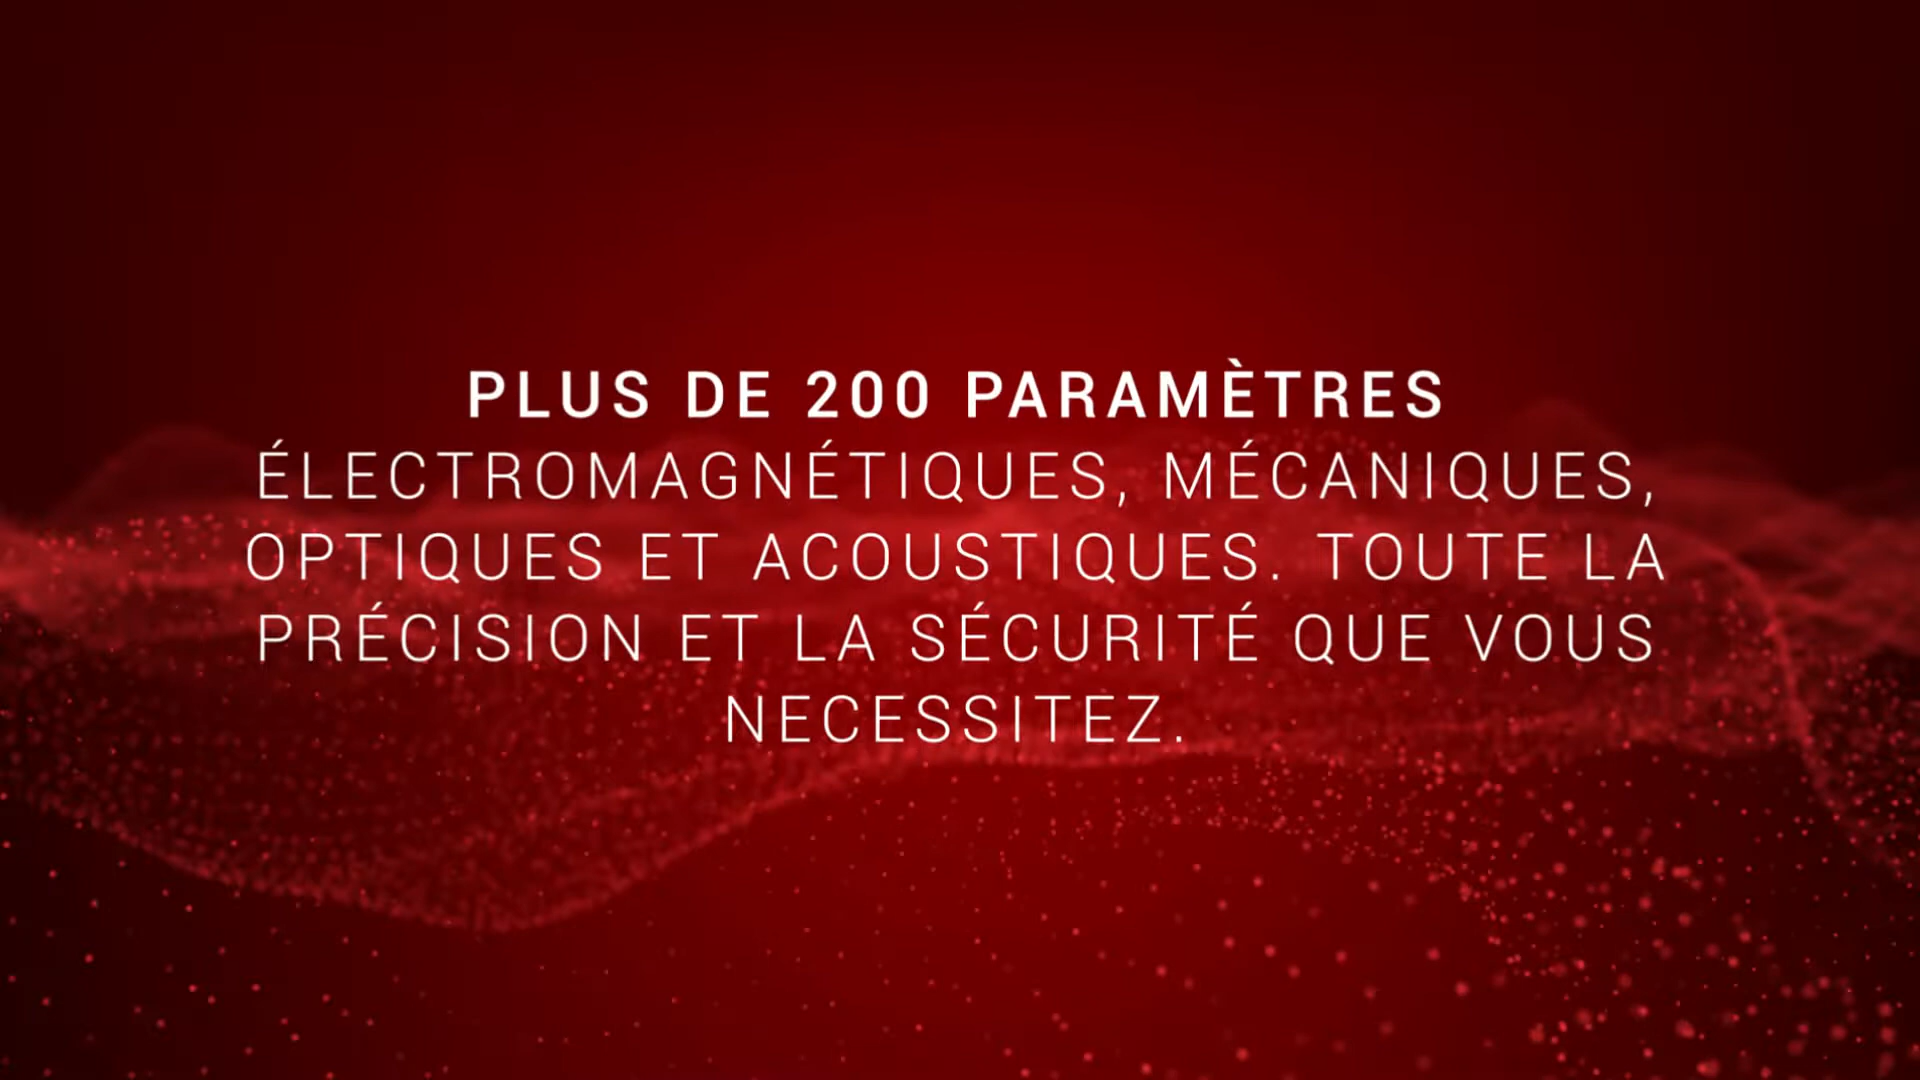 PLUS DE 200 PARAMÈTRES
ÉLECTROMAGNÉTIQUES, MÉCANIQUES,
OPTIQUES ET ACOUSTIQUES. TOUTE LA
PRÉCISION ET LA SÉCURITÉ QUE VOUS
NECESSITEZ.